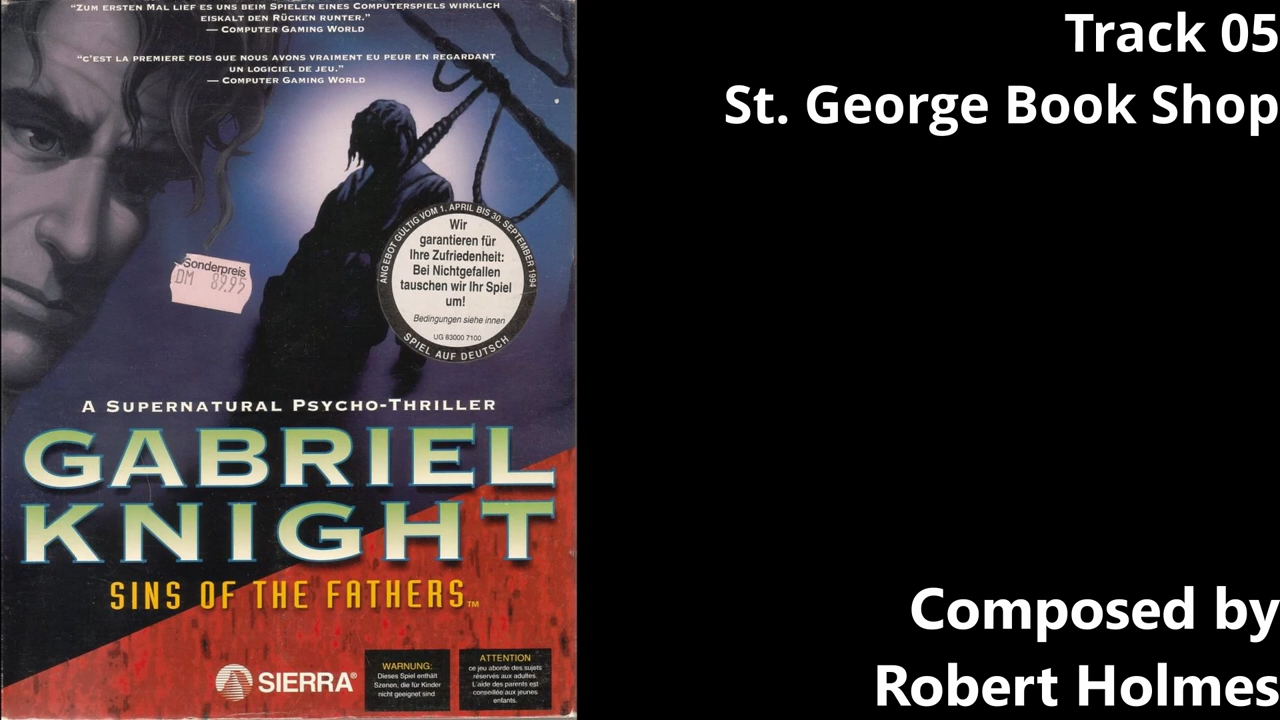 “ZUM ERSTEN MAL LIEF ES UNS BEIM SPIELEN EINES COMPUTERSPIELS WIRKLICH
EISKALT DEN RÜCKEN RUNTER.”
— COMPUTER GAMING WORLD
“C'EST LA PREMIERE FOIS QUE NOUS AVONS VRAIMENT EU PEUR EN REGARDANT
UN LOGICIEL DE JEU.”
— COMPUTER GAMING WORLD
Sonderpreis
DM 89.95
ANGEBOT GÜLTIG VOM 1. APRIL BIS 30. SEPTEMBER 1994
Wir
garantieren für
Ihre Zufriedenheit:
Bei Nichtgefallen
tauschen wir Ihr Spiel
um!
Bedingungen siehe innen
UG 83000 7100
SPIEL AUF DEUTSCH
A SUPERNATURAL PSYCHO-THRILLER
GABRIEL
KNIGHT
SINS OF THE FATHERS™
SIERRA®
WARNUNG:
Dieses Spiel enthält
Szenen, die für Kinder
nicht geeignet sind
ATTENTION
ce jeu aborde des sujets
réservés aux adultes.
L'aide des parents est
conseillée aux jeunes
enfants.
Track 05
St. George Book Shop
Composed by
Robert Holmes